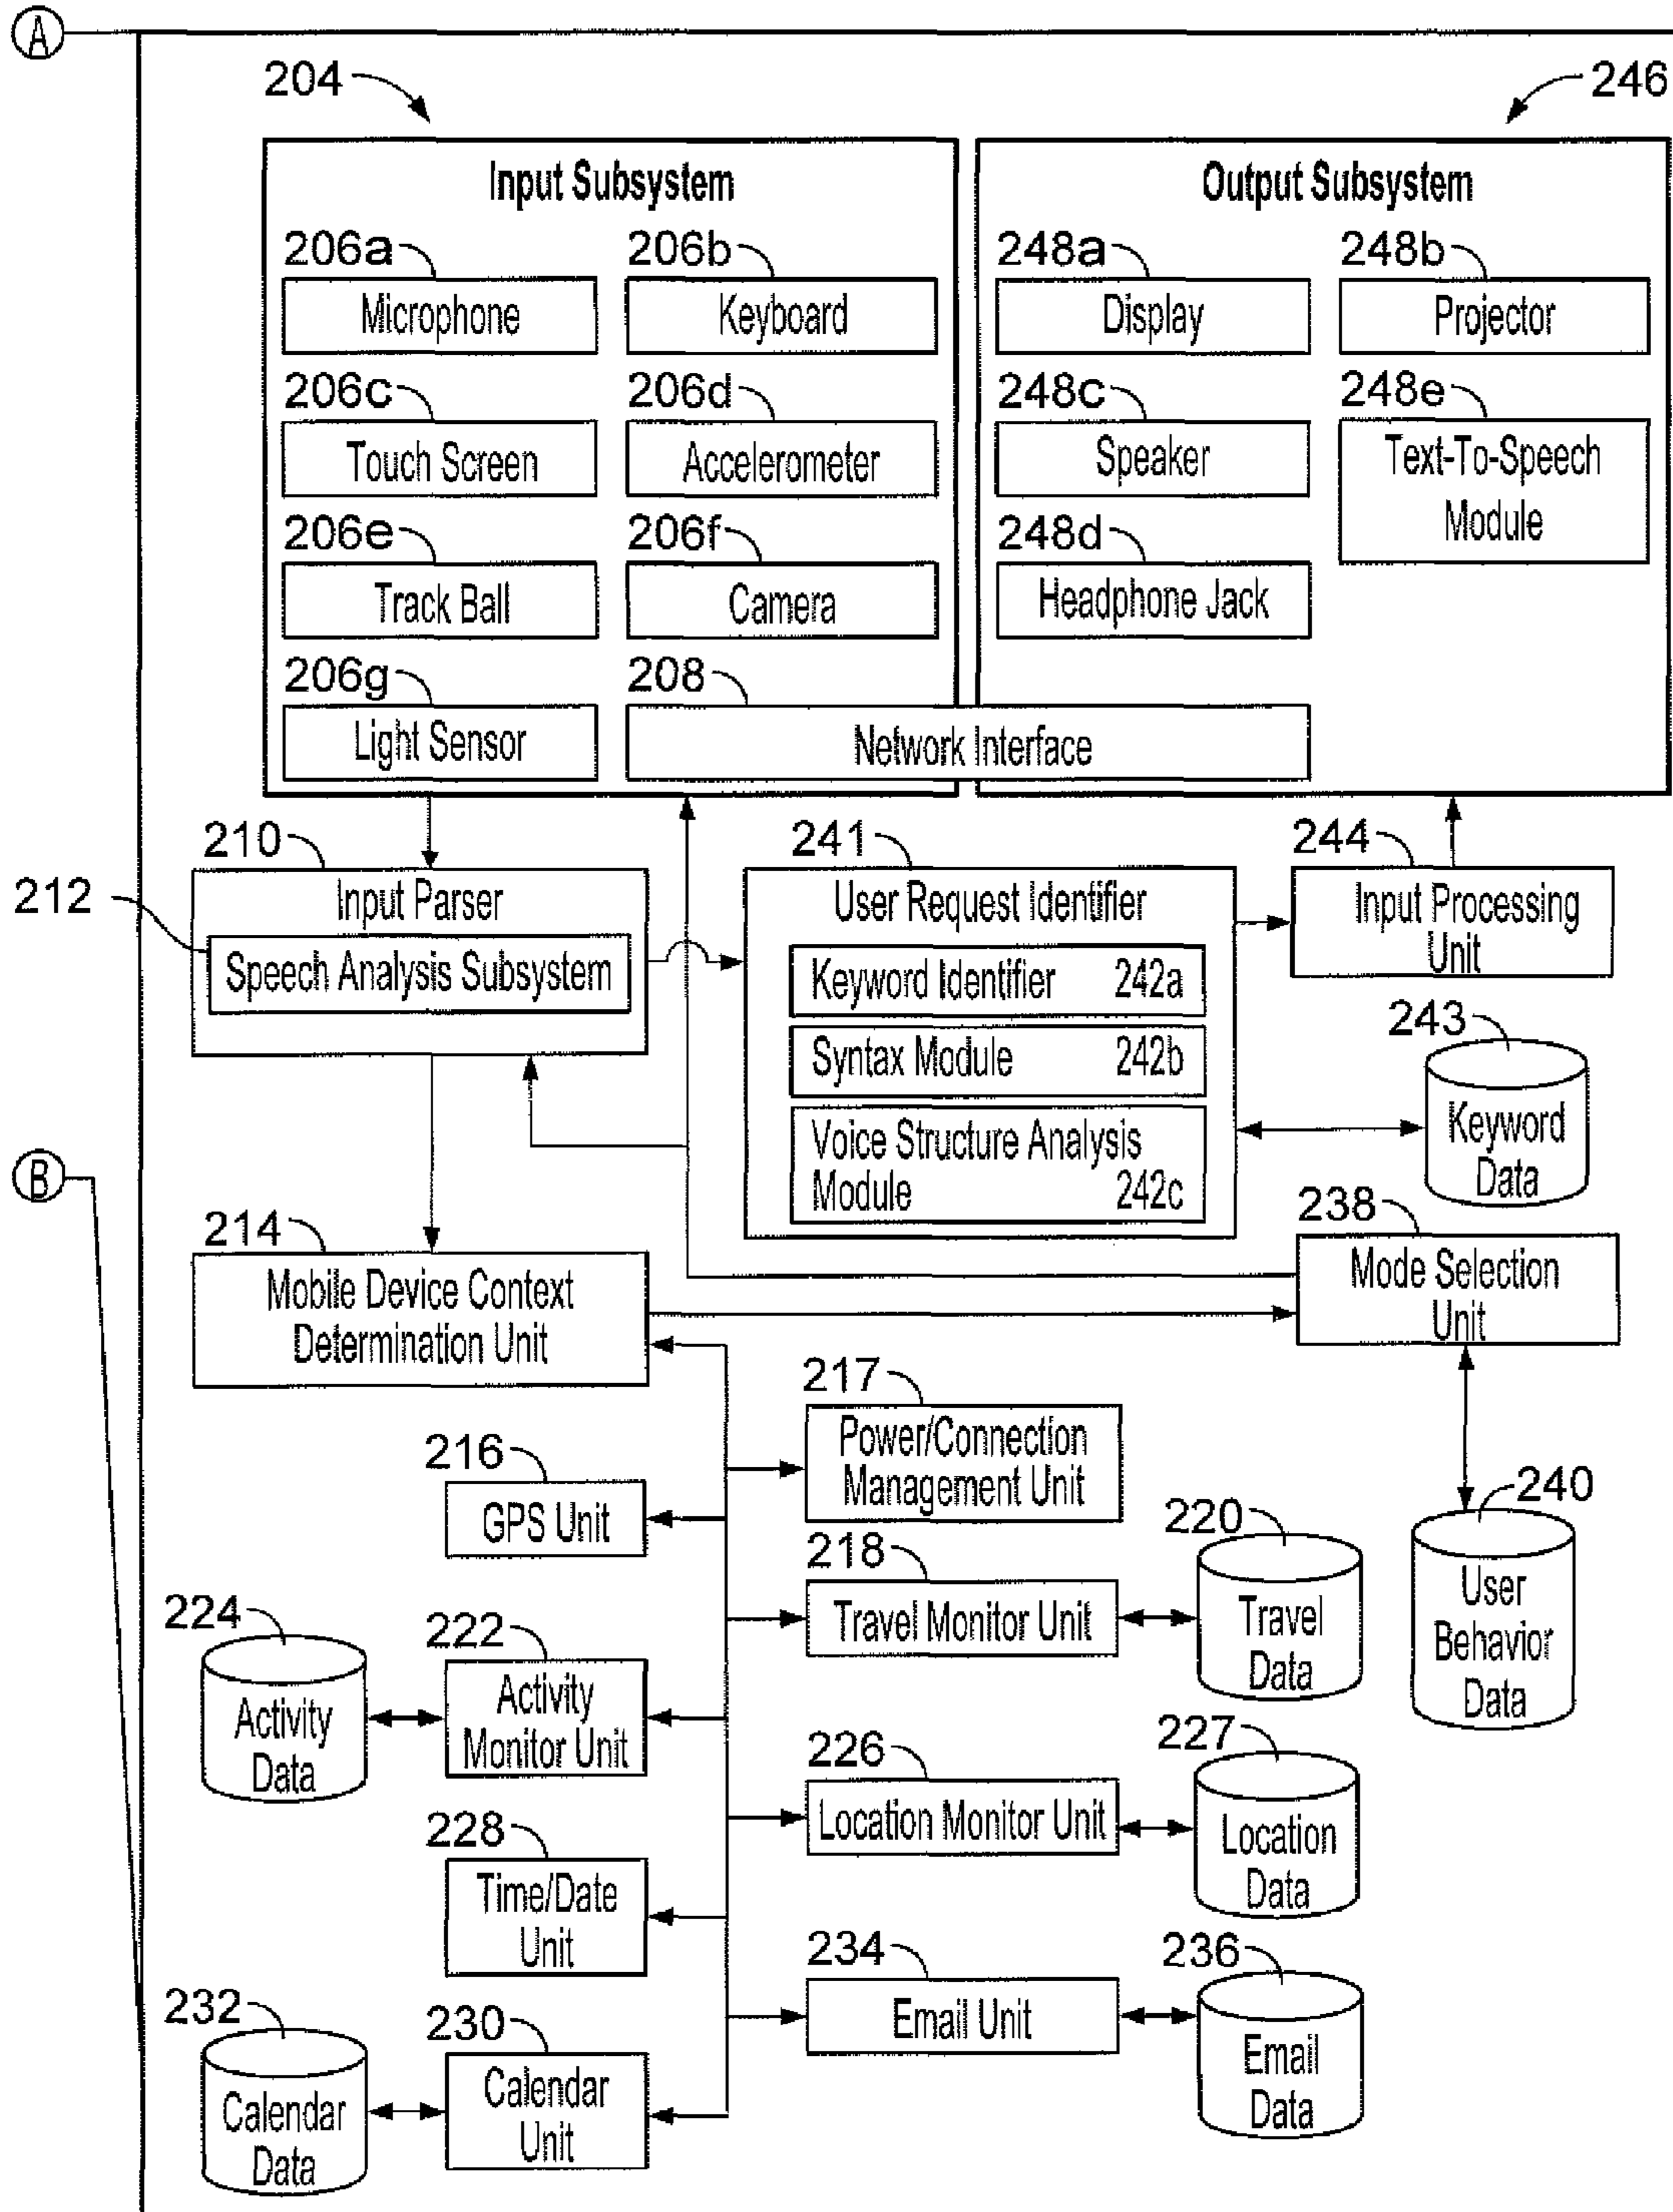 A
204
246
Input Subsystem
Output Subsystem
206a
206b
248a
248b
Microphone
Keyboard
Display
Projector
206c
206d
248c
248e
Touch Screen
Accelerometer
Speaker
Text-To-Speech
Module
206e
206f
248d
Track Ball
Camera
Headphone Jack
206g
208
Light Sensor
Network Interface
210
241
244
212
Input Parser
Speech Analysis Subsystem
User Request Identifier
Keyword Identifier 242a
Syntax Module 242b
Voice Structure Analysis
Module 242c
Input Processing
Unit
243
Keyword
Data
B
214
238
Mobile Device Context
Determination Unit
Mode Selection
Unit
217
Power/Connection
Management Unit
216
GPS Unit
240
User
Behavior
Data
218
220
Travel Monitor Unit
Travel
Data
224
222
Activity
Data
Activity
Monitor Unit
226
227
Location Monitor Unit
Location
Data
228
Time/Date
Unit
234
236
Email Unit
Email
Data
232
230
Calendar
Data
Calendar
Unit